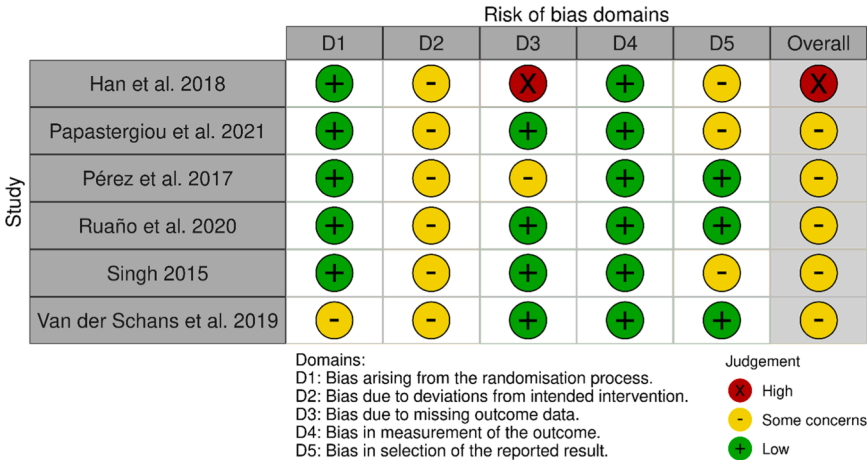 Risk of bias domains
D1 D2 D3 D4 D5 Overall
Study
Han et al. 2018 + - X + - X
Papastergiou et al. 2021 + - + + - -
Pérez et al. 2017 + - - + + -
Ruaño et al. 2020 + - + + + -
Singh 2015 + - + + - -
Van der Schans et al. 2019 - - + + + -
Domains:
D1: Bias arising from the randomisation process.
D2: Bias due to deviations from intended intervention.
D3: Bias due to missing outcome data.
D4: Bias in measurement of the outcome.
D5: Bias in selection of the reported result.
Judgement
X High
- Some concerns
+ Low